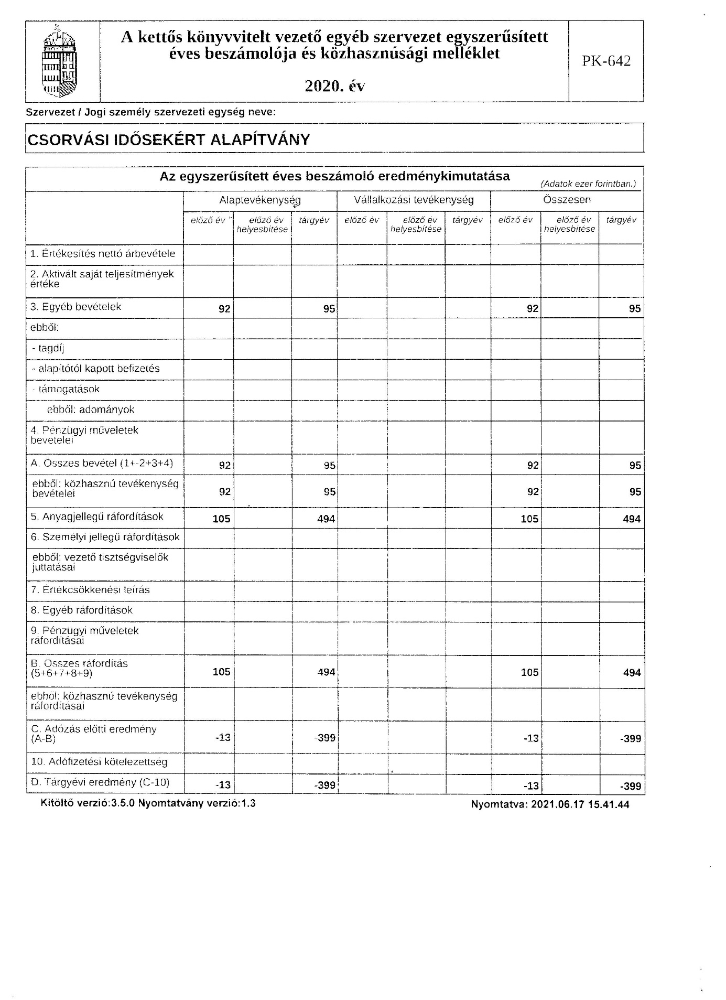 A kettős könyvvitelt vezető egyéb szervezet egyszerűsített
éves beszámolója és közhasznúsági melléklet
2020. év
PK-642
Szervezet / Jogi személy szervezeti egység neve:
CSORVÁSI IDŐSEKÉRT ALAPÍTVÁNY
Az egyszerűsített éves beszámoló eredménykimutatása
(Adatok ezer forintban.)
Alaptevékenység Vállalkozási tevékenység Összesen
előző év előző év tárgyév előző év előző év tárgyév előző év előző év tárgyév
helyesbítése helyesbítése helyesbítése
1. Értékesítés nettó árbevétele
2. Aktivált saját teljesítmények
értéke
3. Egyéb bevételek 92 95 92 95
ebből:
- tagdíj
- alapítótól kapott befizetés
- támogatások
ebből: adományok
4. Pénzügyi műveletek
bevételei
A. Összes bevétel (1+-2+3+4) 92 95 92 95
ebből: közhasznú tevékenység
bevételei 92 95 92 95
5. Anyagjellegű ráfordítások 105 494 105 494
6. Személyi jellegű ráfordítások
ebből: vezető tisztségviselők
juttatásai
7. Értékcsökkenési leírás
8. Egyéb ráfordítások
9. Pénzügyi műveletek
ráfordításai
B. Összes ráfordítás
(5+6+7+8+9) 105 494 105 494
ebből: közhasznú tevékenység
ráfordításai
C. Adózás előtti eredmény
(A-B) -13 -399 -13 -399
10. Adófizetési kötelezettség
D. Tárgyévi eredmény (C-10) -13 -399 -13 -399
Kitöltő verzió:3.5.0 Nyomtatvány verzió:1.3
Nyomtatva: 2021.06.17 15.41.44